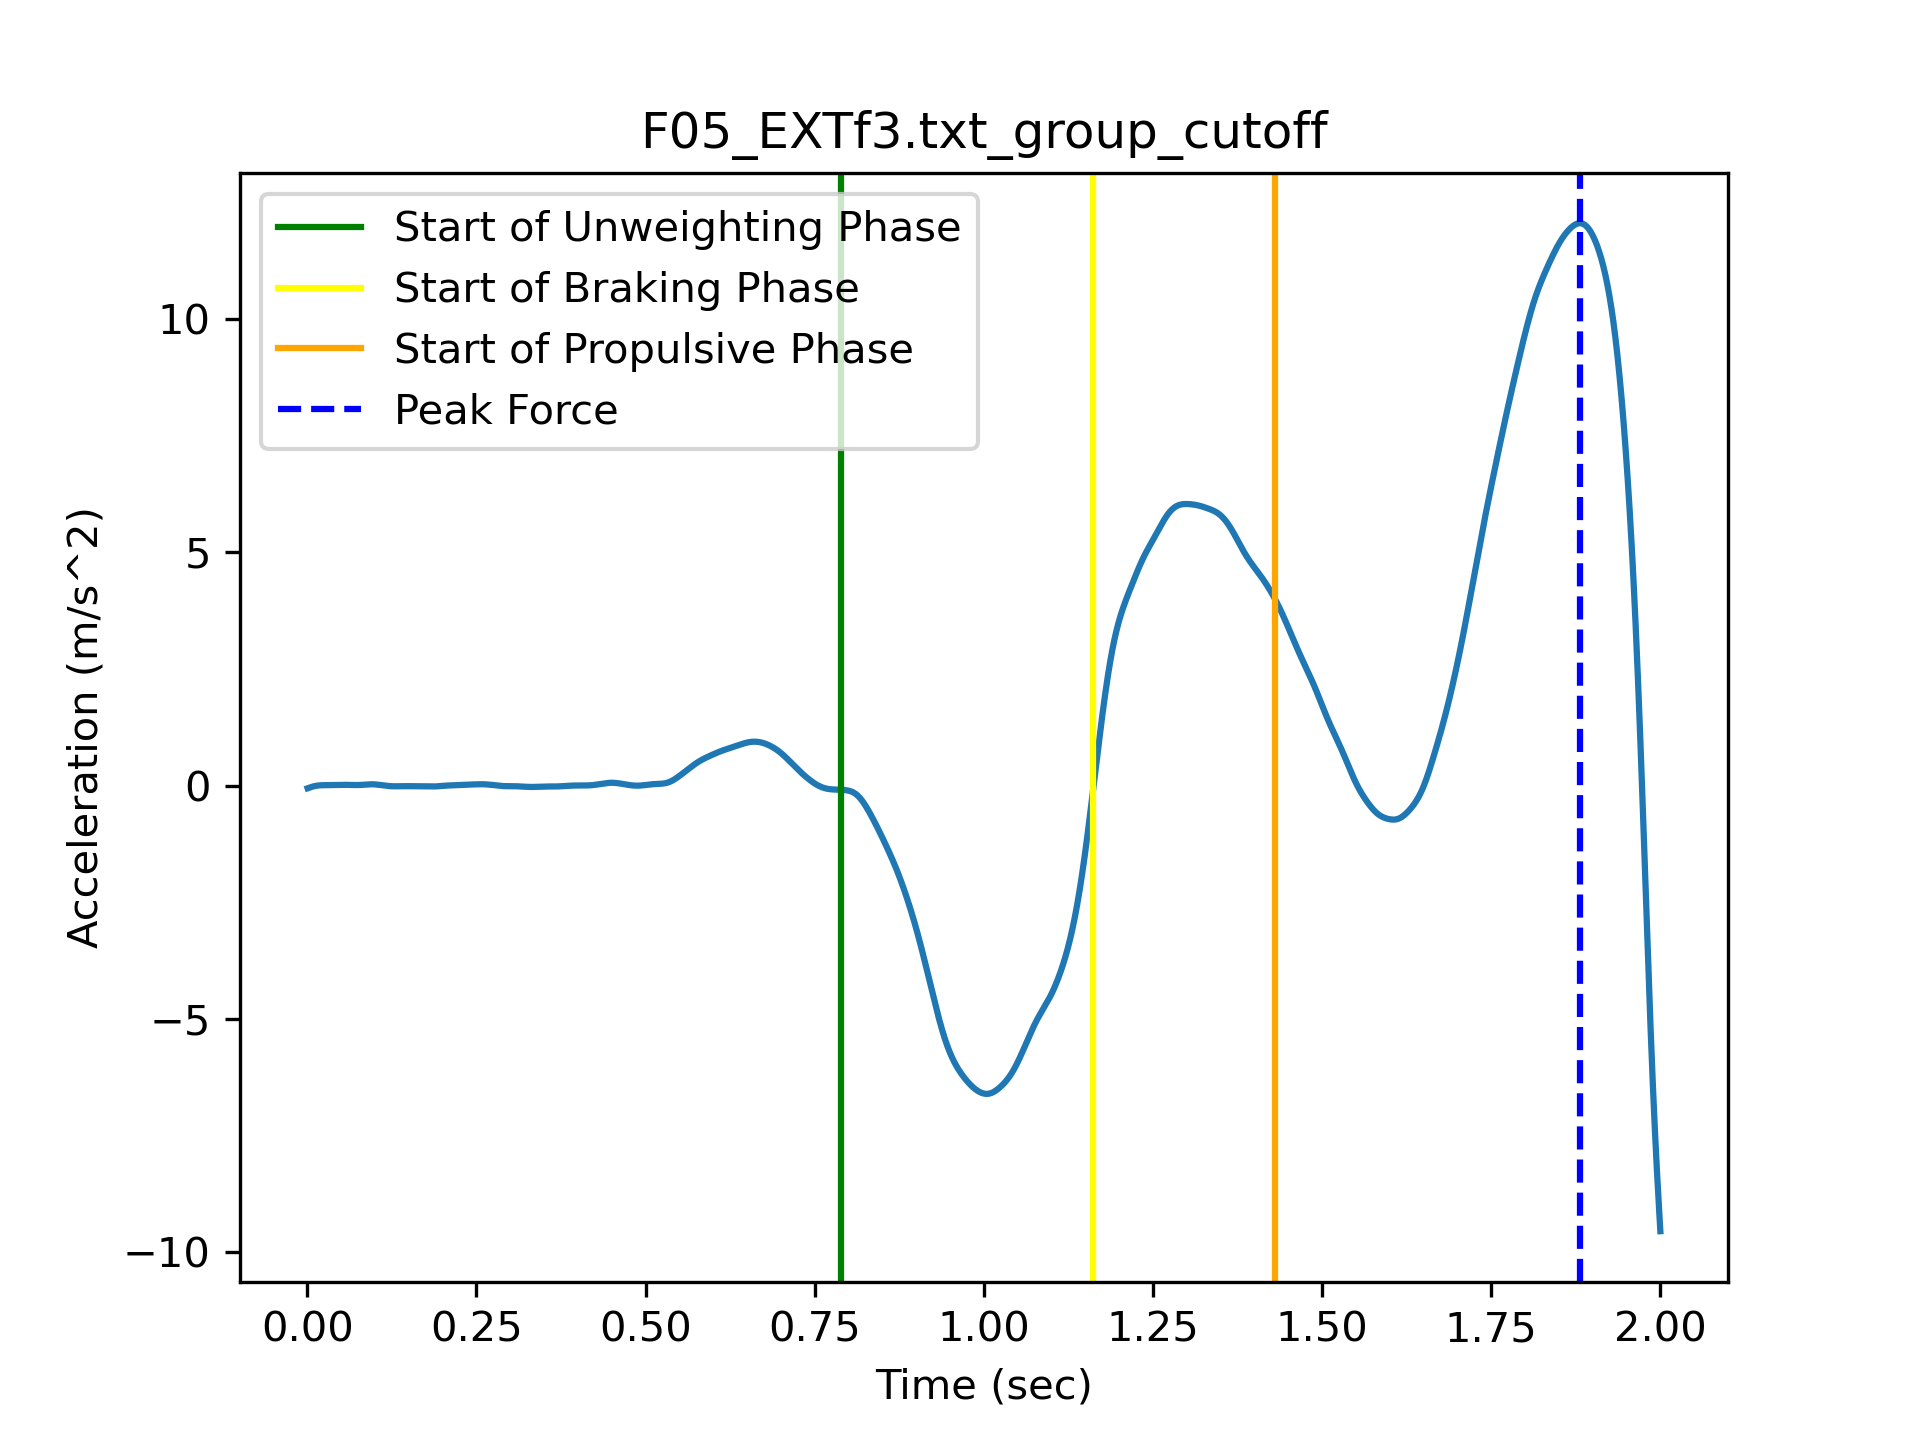 F05_EXTf3.txt_group_cutoff
Start of Unweighting Phase
Start of Braking Phase
Start of Propulsive Phase
Peak Force
Acceleration (m/s^2)
10
5
0
−5
−10
0.00 0.25 0.50 0.75 1.00 1.25 1.50 1.75 2.00
Time (sec)